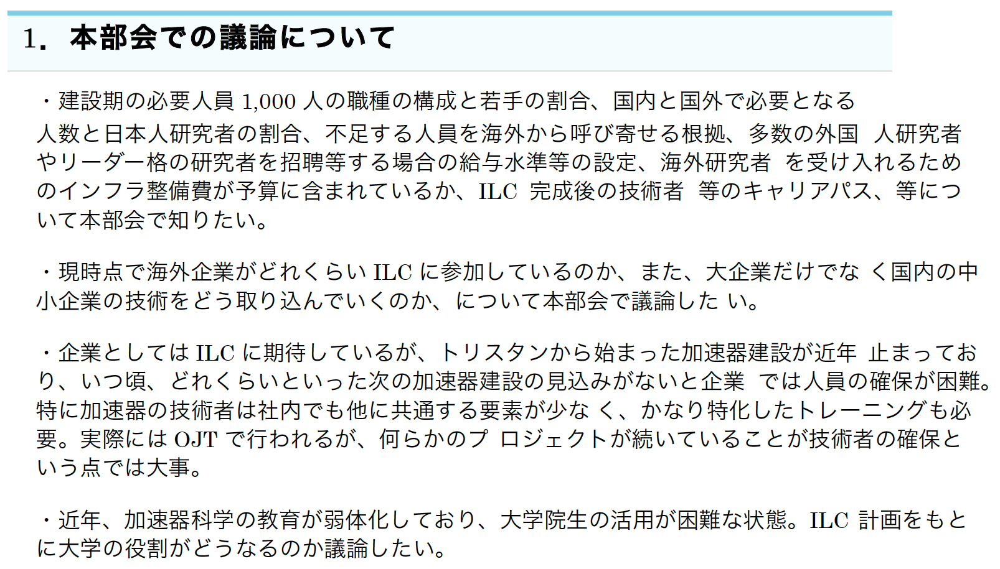 1. 本部会での議論について
・建設期の必要人員 1,000 人の職種の構成と若手の割合、国内と国外で必要となる
人数と日本人研究者の割合、不足する人員を海外から呼び寄せる根拠、多数の外国 人研究者
やリーダー格の研究者を招聘等する場合の給与水準等の設定、海外研究者 を受け入れるため
のインフラ整備費が予算に含まれているか、ILC 完成後の技術者 等のキャリアパス、等につ
いて本部会で知りたい。
・現時点で海外企業がどれくらい ILC に参加しているのか、また、大企業だけでな く国内の中
小企業の技術をどう取り込んでいくのか、について本部会で議論した い。
・企業としては ILC に期待しているが、トリスタンから始まった加速器建設が近年 止まってお
り、いつ頃、どれくらいといった次の加速器建設の見込みがないと企業 では人員の確保が困難。
特に加速器の技術者は社内でも他に共通する要素が少な く、かなり特化したトレーニングも必
要。実際には OJT で行われるが、何らかのプ ロジェクトが続いていることが技術者の確保と
いう点では大事。
・近年、加速器科学の教育が弱体化しており、大学院生の活用が困難な状態。ILC 計画をもと
に大学の役割がどうなるのか議論したい。